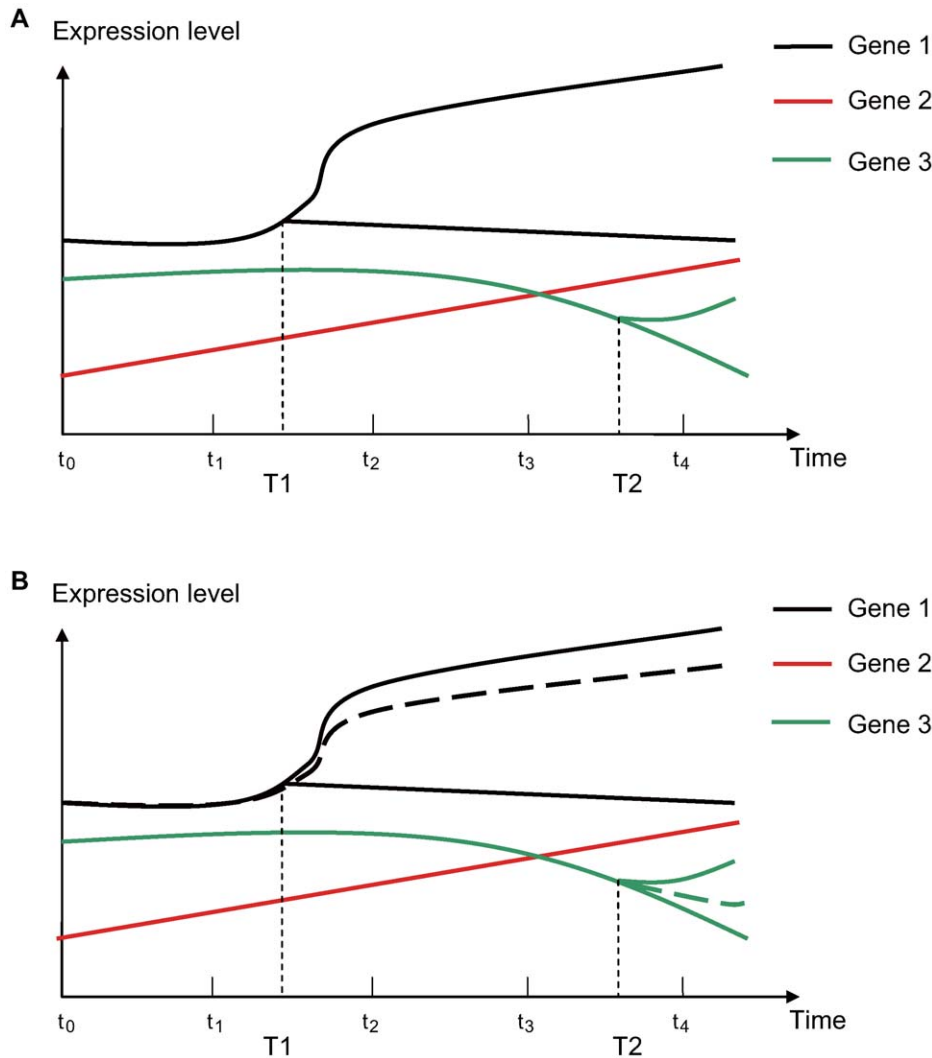 A
Expression level
Gene 1
Gene 2
Gene 3
t0 t1 t2 t3 t4 Time
T1 T2
B
Expression level
Gene 1
Gene 2
Gene 3
t0 t1 t2 t3 t4 Time
T1 T2